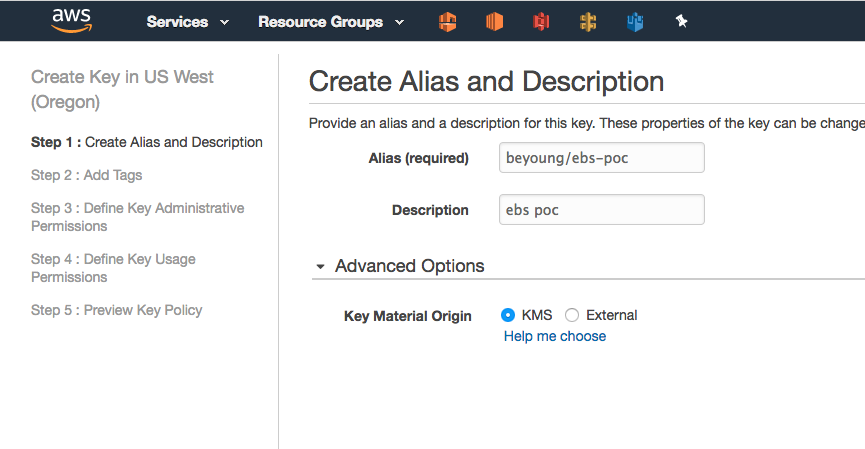 aws
Services
Resource Groups
Create Key in US West
(Oregon)
Step 1 : Create Alias and Description
Step 2 : Add Tags
Step 3 : Define Key Administrative
Permissions
Step 4 : Define Key Usage
Permissions
Step 5 : Preview Key Policy
Create Alias and Description
Provide an alias and a description for this key. These properties of the key can be change
Alias (required)
beyoung/ebs-poc
Description
ebs poc
Advanced Options
Key Material Origin
KMS
External
Help me choose